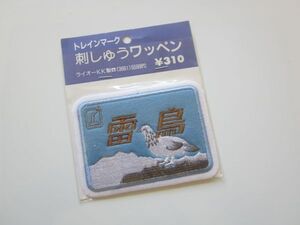 トレインマーク
刺しゅうワッペン
ライオーKK製作
¥310
雷鳥